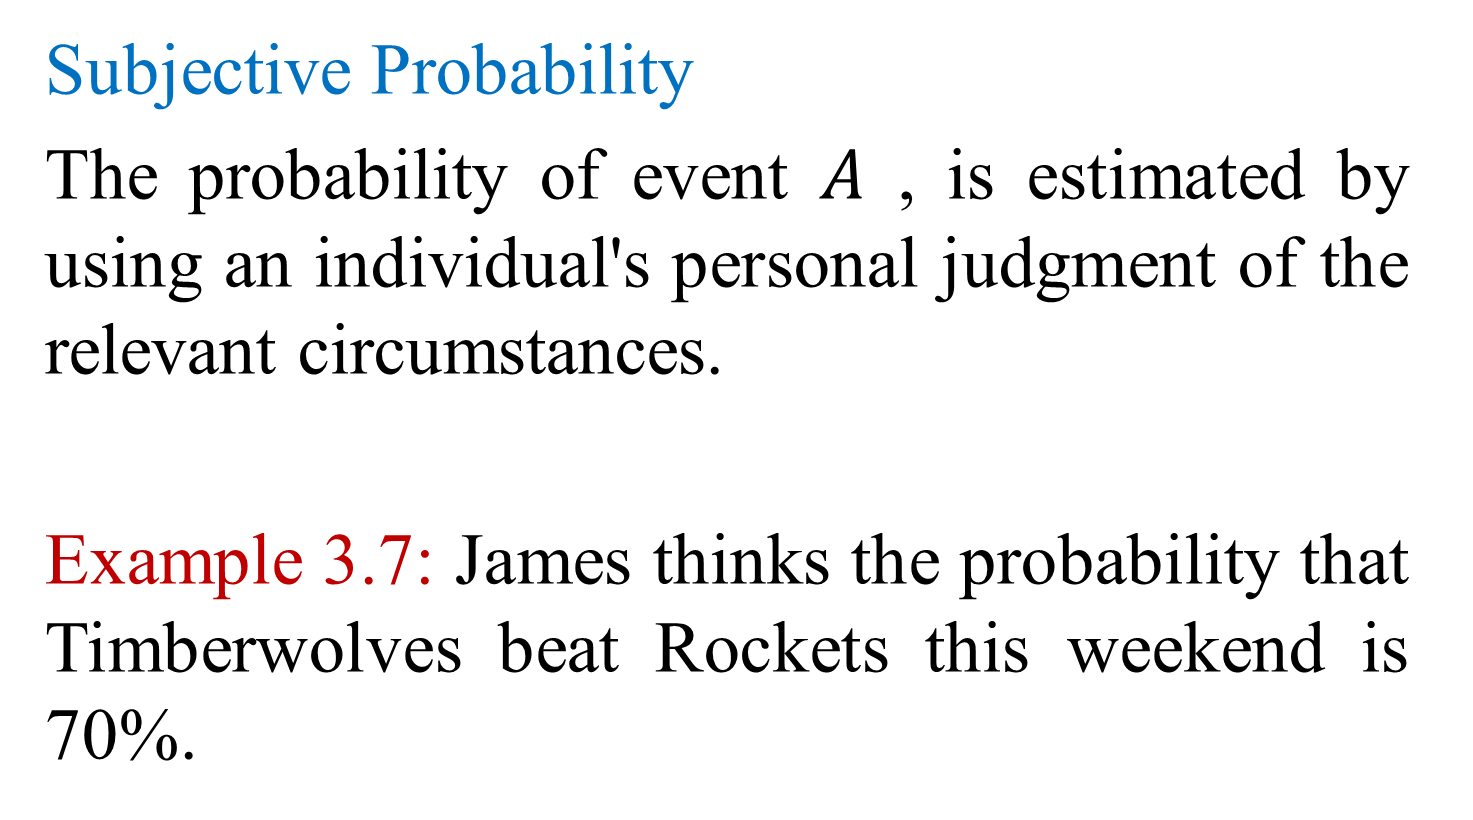 Subjective Probability
The probability of event A , is estimated by
using an individual's personal judgment of the
relevant circumstances.
Example 3.7: James thinks the probability that
Timberwolves beat Rockets this weekend is
70%.